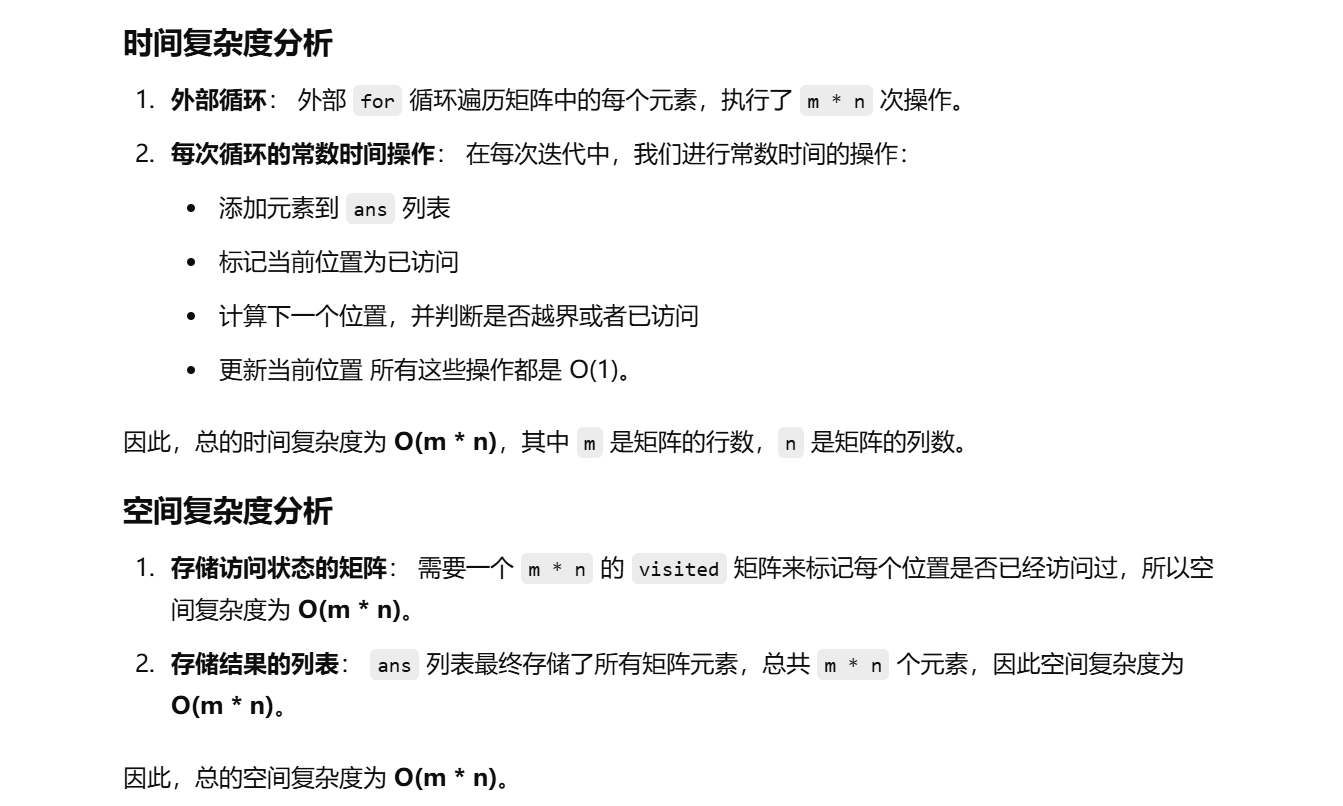 时间复杂度分析
1. 外部循环： 外部 for 循环遍历矩阵中的每个元素，执行了 m * n 次操作。
2. 每次循环的常数时间操作： 在每次迭代中，我们进行常数时间的操作：
• 添加元素到 ans 列表
• 标记当前位置为已访问
• 计算下一个位置，并判断是否越界或者已访问
• 更新当前位置 所有这些操作都是 O(1)。
因此，总的时间复杂度为 O(m * n)，其中 m 是矩阵的行数，n 是矩阵的列数。
空间复杂度分析
1. 存储访问状态的矩阵： 需要一个 m * n 的 visited 矩阵来标记每个位置是否已经访问过，所以空
间复杂度为 O(m * n)。
2. 存储结果的列表： ans 列表最终存储了所有矩阵元素，总共 m * n 个元素，因此空间复杂度为
O(m * n)。
因此，总的空间复杂度为 O(m * n)。